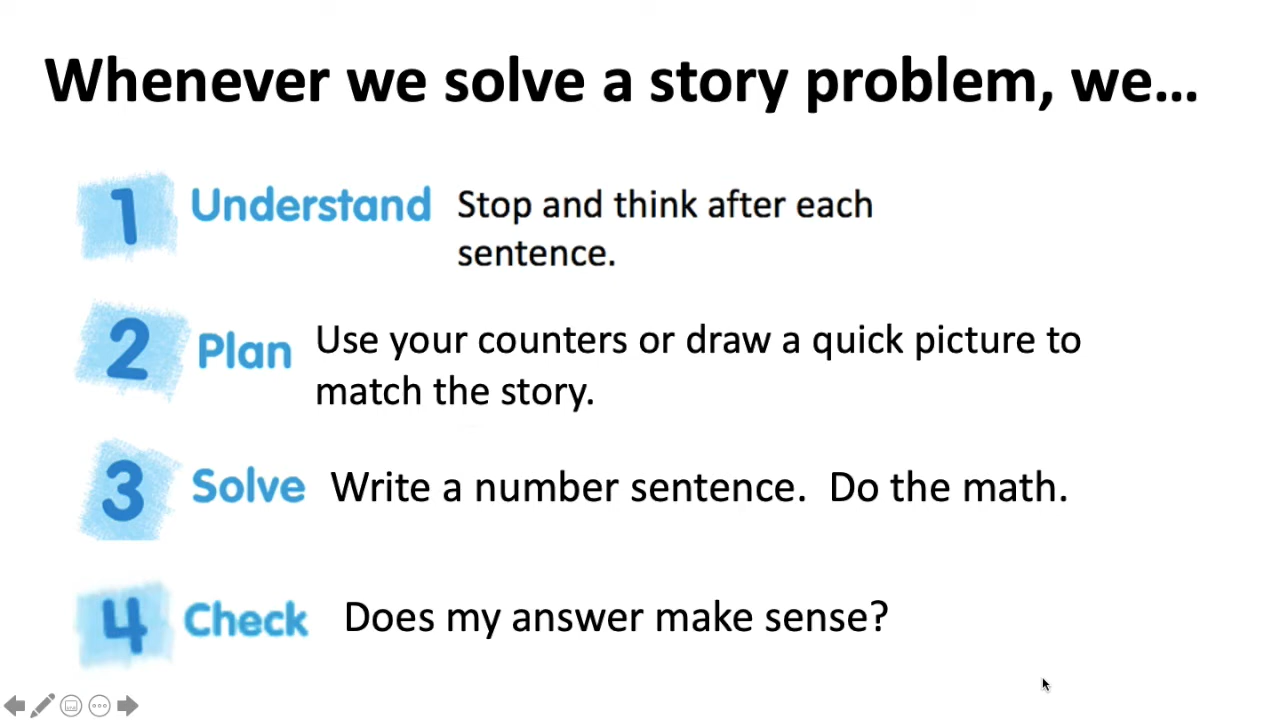 Whenever we solve a story problem, we...
1 Understand Stop and think after each
sentence.
2 Plan Use your counters or draw a quick picture to
match the story.
3 Solve Write a number sentence. Do the math.
4 Check Does my answer make sense?